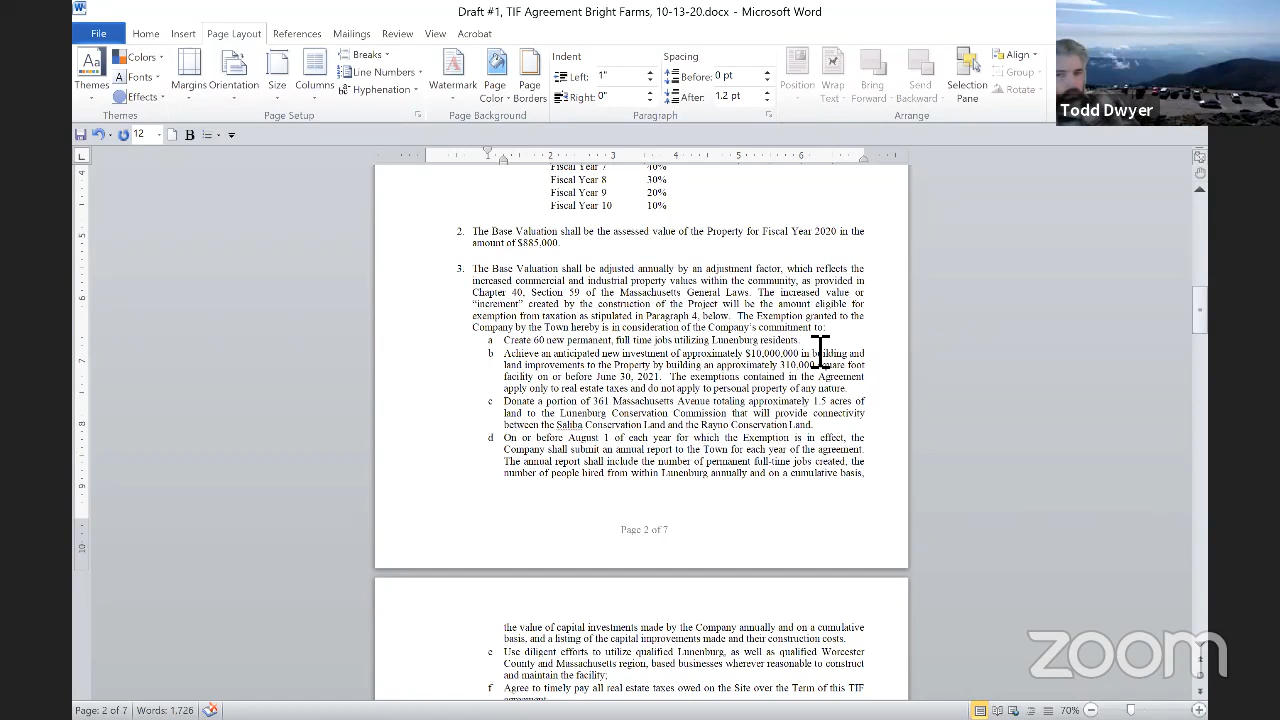 Draft #1, TIF Agreement Bright Farms, 10-13-20.docx - Microsoft Word
File Home Insert Page Layout References Mailings Review View Acrobat
Themes
Colors
Fonts
Effects
Margins Orientation Size Columns
Breaks
Line Numbers
Hyphenation
Watermark Page Color Page Borders
Indent
Left: 1"
Right: 0"
Spacing
Before: 0 pt
After: 1.2 pt
Position Wrap Text Bring Forward Send Backward Selection Pane
Align
Group
Rotate
Themes Page Setup Page Background Paragraph Arrange
Todd Dwyer
12
Fiscal Year 7 40%
Fiscal Year 8 30%
Fiscal Year 9 20%
Fiscal Year 10 10%
2. The Base Valuation shall be the assessed value of the Property for Fiscal Year 2020 in the
amount of $885,000.
3. The Base Valuation shall be adjusted annually by an adjustment factor, which reflects the
increased commercial and industrial property values within the community, as provided in
Chapter 40, Section 59 of the Massachusetts General Laws. The increased value or
“increment” created by the construction of the Project will be the amount eligible for
exemption from taxation as stipulated in Paragraph 4, below. The Exemption granted to the
Company by the Town hereby is in consideration of the Company’s commitment to:
a Create 60 new permanent, full time jobs utilizing Lunenburg residents.
b Achieve an anticipated new investment of approximately $10,000,000 in building and
land improvements to the Property by building an approximately 310,000 square foot
facility on or before June 30, 2021. The exemptions contained in the Agreement
apply only to real estate taxes and do not apply to personal property of any nature.
c Donate a portion of 361 Massachusetts Avenue totaling approximately 1.5 acres of
land to the Lunenburg Conservation Commission that will provide connectivity
between the Saliba Conservation Land and the Rayno Conservation Land.
d On or before August 1 of each year for which the Exemption is in effect, the
Company shall submit an annual report to the Town for each year of the agreement.
The annual report shall include the number of permanent full-time jobs created, the
number of people hired from within Lunenburg annually and on a cumulative basis,
Page 2 of 7
the value of capital investments made by the Company annually and on a cumulative
basis, and a listing of the capital improvements made and their construction costs.
e Use diligent efforts to utilize qualified Lunenburg, as well as qualified Worcester
County and Massachusetts region, based businesses wherever reasonable to construct
and maintain the facility;
f Agree to timely pay all real estate taxes owed on the Site over the Term of this TIF
zoom
Page: 2 of 7 Words: 1,726 70%